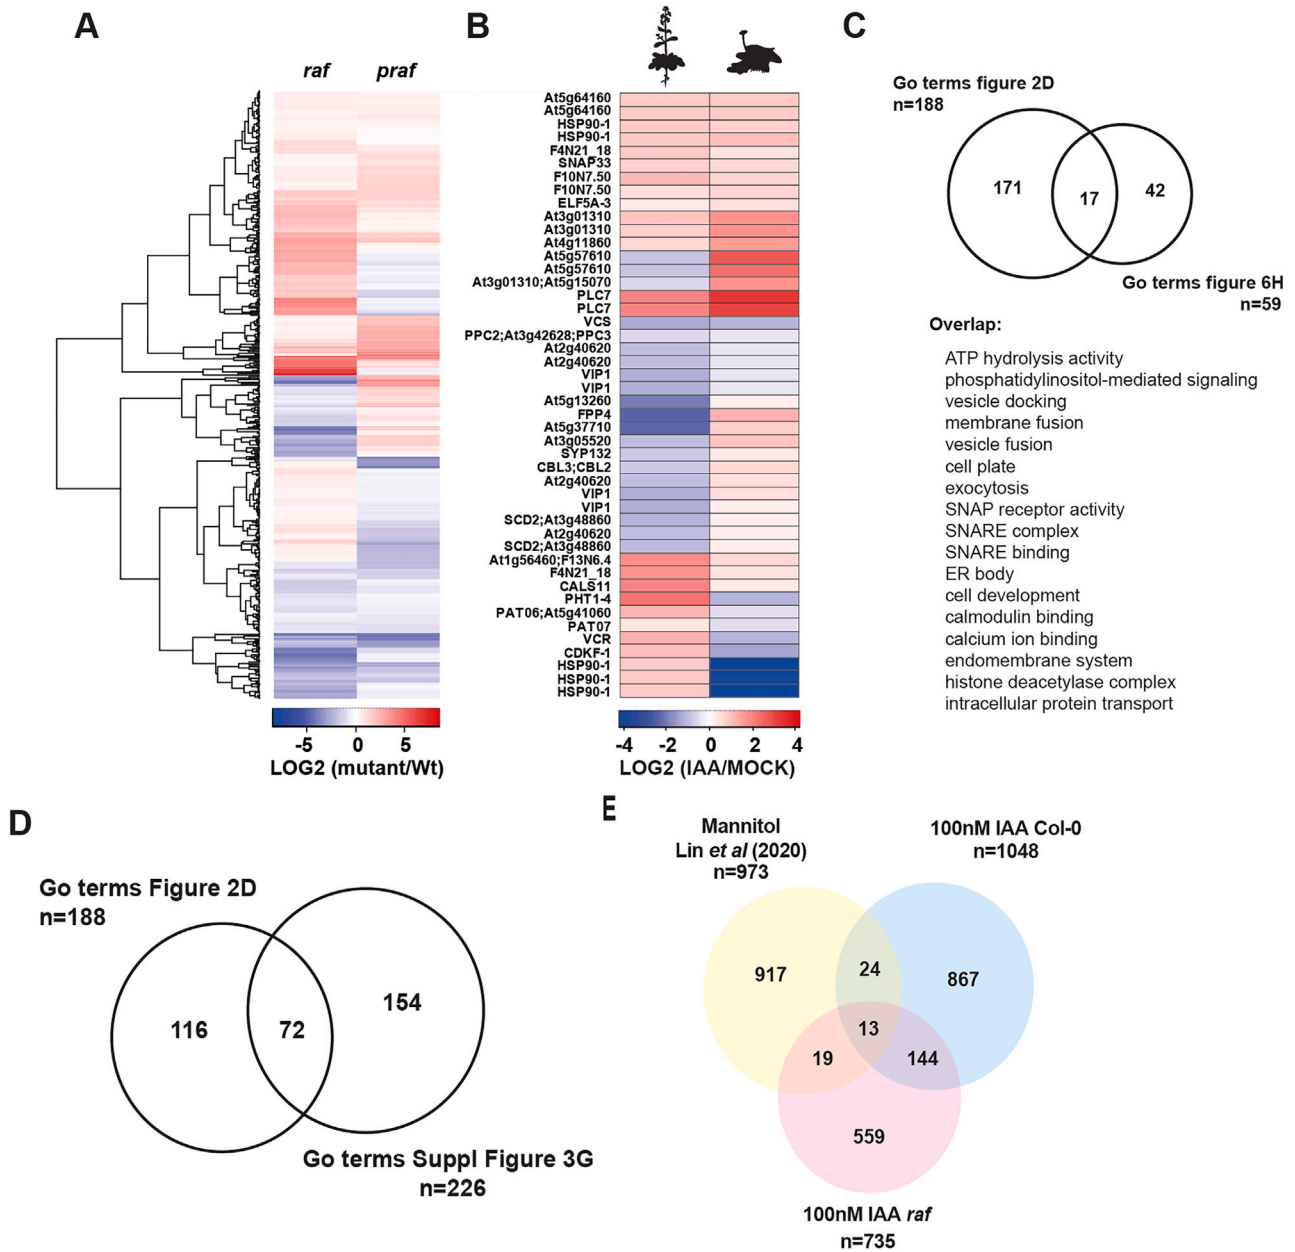 A
raf
praf
-5
0
5
LOG2 (mutant/Wt)
B
At5g64160
At5g64160
HSP90-1
HSP90-1
F4N21_18
SNAP33
F10N7.50
F10N7.50
ELF5A-3
At3g01310
At3g01310
At4g11860
At5g57610
At5g57610
At3g01310;At5g15070
PLC7
PLC7
VCS
PPC2;At3g42628;PPC3
At2g40620
At2g40620
VIP1
VIP1
At5g13260
FPP4
At5g37710
At3g05520
SYP132
CBL3;CBL2
At2g40620
VIP1
VIP1
SCD2;At3g48860
At2g40620
SCD2;At3g48860
At1g56460;F13N6.4
F4N21_18
CALS11
PHT1-4
PAT06;At5g41060
PAT07
VCR
CDKF-1
HSP90-1
HSP90-1
HSP90-1
-4
-2
0
2
4
LOG2 (IAA/MOCK)
C
Go terms figure 2D
n=188
171
17
42
Go terms figure 6H
n=59
Overlap:
ATP hydrolysis activity
phosphatidylinositol-mediated signaling
vesicle docking
membrane fusion
vesicle fusion
cell plate
exocytosis
SNAP receptor activity
SNARE complex
SNARE binding
ER body
cell development
calmodulin binding
calcium ion binding
endomembrane system
histone deacetylase complex
intracellular protein transport
D
Go terms Figure 2D
n=188
116
72
154
Go terms Suppl Figure 3G
n=226
E
Mannitol
Lin et al (2020)
n=973
100nM IAA Col-0
n=1048
917
24
867
13
19
144
559
100nM IAA raf
n=735